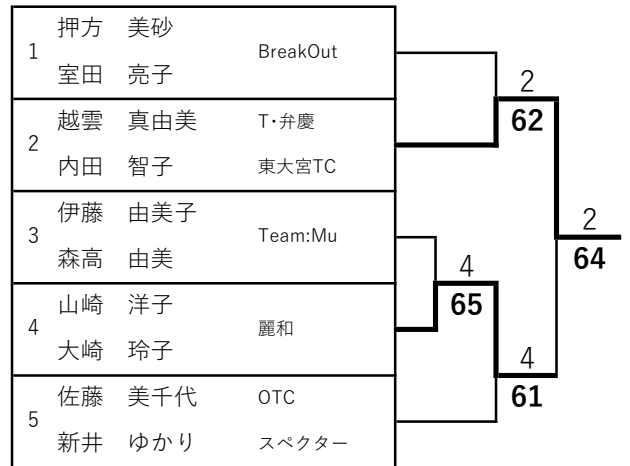 1 押方 美砂 BreakOut
室田 亮子
2 越雲 真由美 T・弁慶
内田 智子 東大宮TC
3 伊藤 由美子 Team:Mu
森高 由美
4 山崎 洋子 麗和
大崎 玲子
5 佐藤 美千代 OTC
新井 ゆかり スペクター
2
62
2
64
4
65
4
61